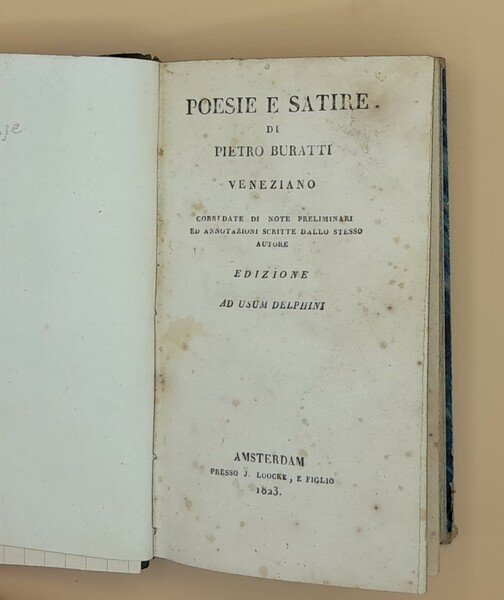 POESIE E SATIRE
DI
PIETRO BURATTI
VENEZIANO
CORREDATE DI NOTE PRELIMINARI
ED ANNOTAZIONI SCRITTE DALLO STESSO
AUTORE
EDIZIONE
AD USUM DELPHINI
AMSTERDAM
PRESSO J. LOOCKE, E FIGLIO
1823.